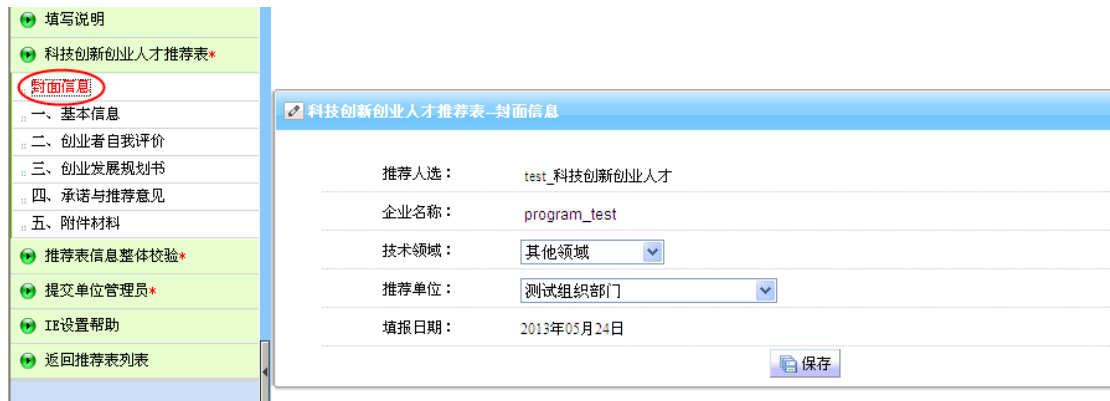 填写说明
科技创新创业人才推荐表*
封面信息
一、基本信息
二、创业者自我评价
三、创业发展规划书
四、承诺与推荐意见
五、附件材料
推荐表信息整体校验*
提交单位管理员*
IE设置帮助
返回推荐表列表
科技创新创业人才推荐表--封面信息
推荐人选： test_科技创新创业人才
企业名称： program_test
技术领域： 其他领域
推荐单位： 测试组织部门
填报日期： 2013年05月24日
保存